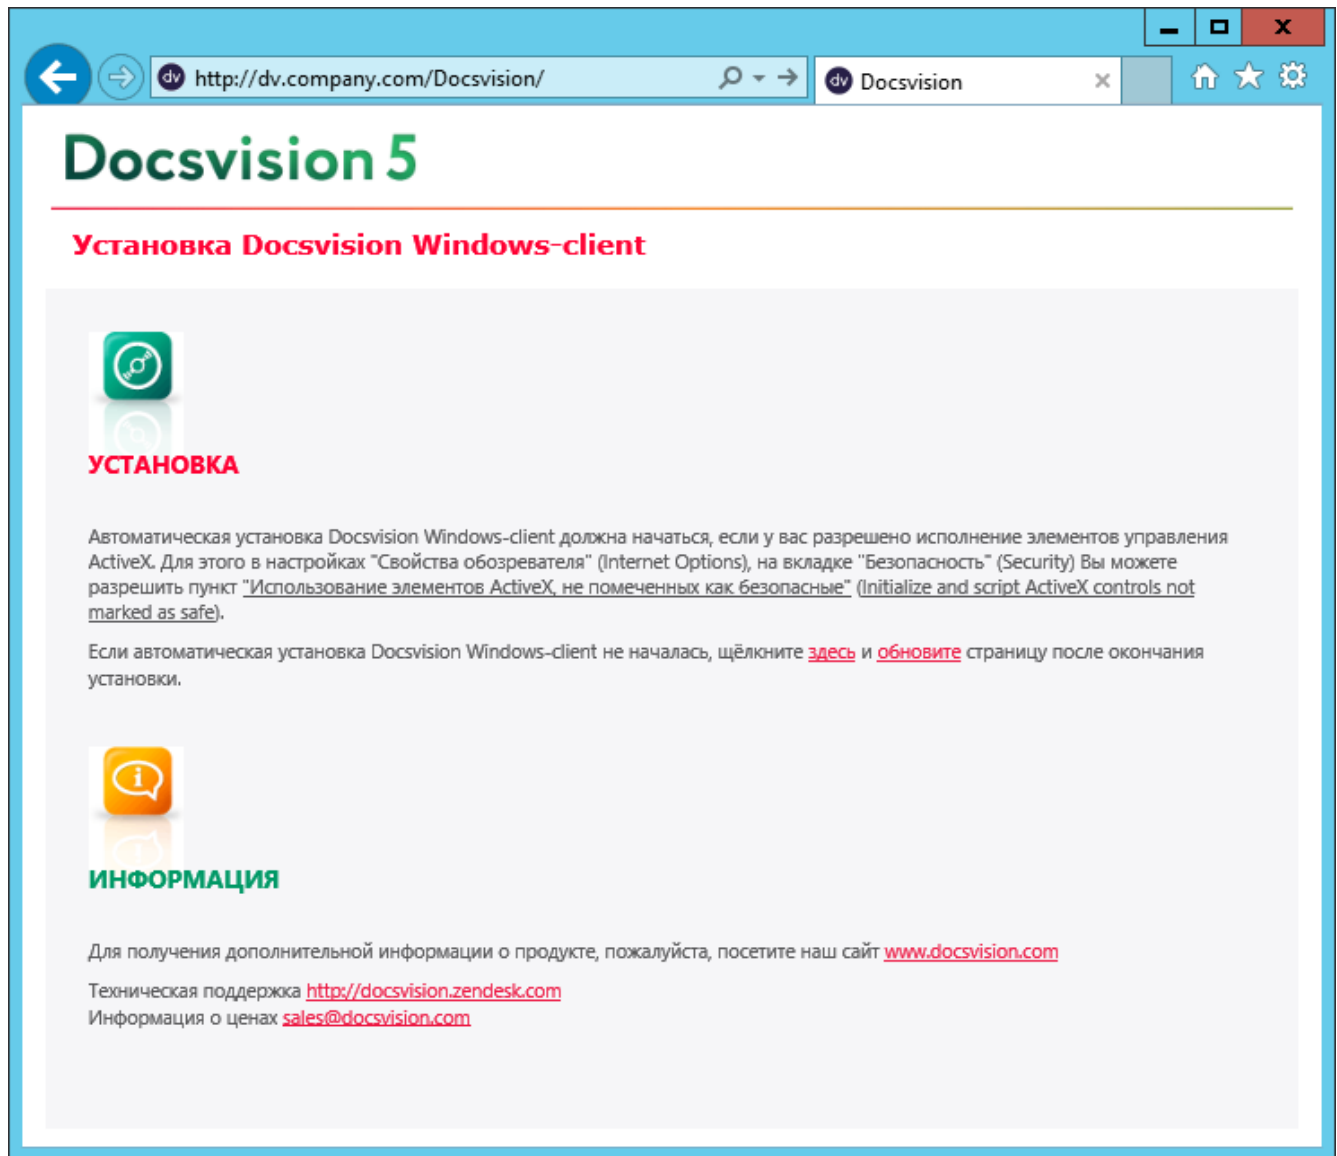 http://dv.company.com/Docsvision/
Docsvision
Docsvision 5
Установка Docsvision Windows-client
УСТАНОВКА
Автоматическая установка Docsvision Windows-client должна начаться, если у вас разрешено исполнение элементов управления
ActiveX. Для этого в настройках "Свойства обозревателя" (Internet Options), на вкладке "Безопасность" (Security) Вы можете
разрешить пункт "Использование элементов ActiveX, не помеченных как безопасные" (Initialize and script ActiveX controls not
marked as safe).
Если автоматическая установка Docsvision Windows-client не началась, щёлкните здесь и обновите страницу после окончания
установки.
ИНФОРМАЦИЯ
Для получения дополнительной информации о продукте, пожалуйста, посетите наш сайт www.docsvision.com
Техническая поддержка http://docsvision.zendesk.com
Информация о ценах sales@docsvision.com